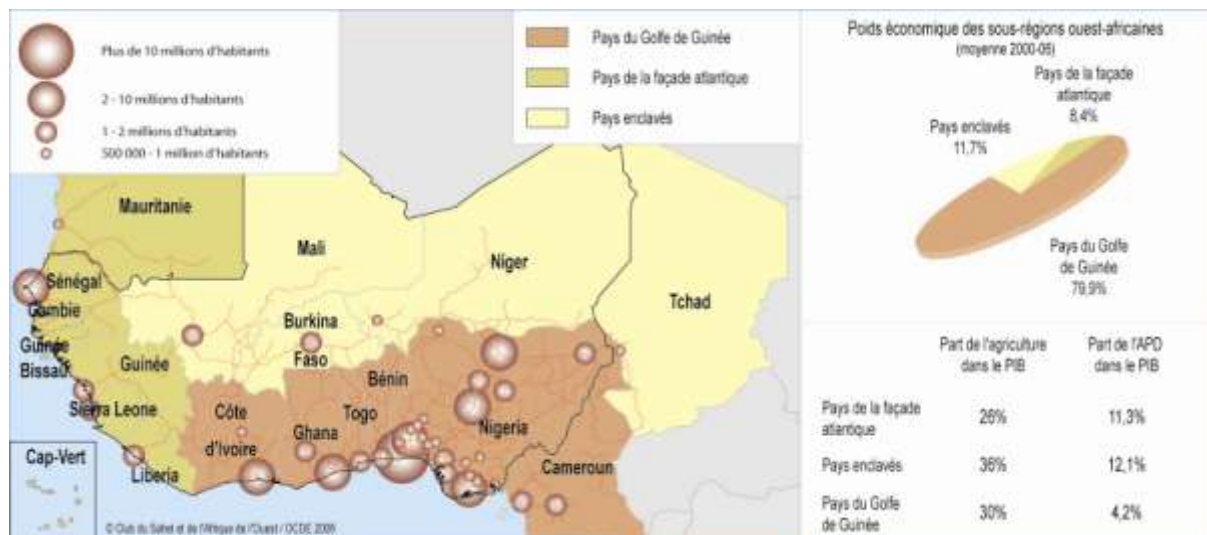 Plus de 10 millions d'habitants
2 - 10 millions d'habitants
1 - 2 millions d'habitants
500 000 - 1 million d'habitants
Pays du Golfe de Guinée
Pays de la façade atlantique
Pays enclavés
Mauritanie
Mali
Niger
Tchad
Sénégal
Gambie
Guinée
Bissau
Guinée
Sierra Leone
Liberia
Burkina
Faso
Côte
d'Ivoire
Ghana
Togo
Bénin
Nigeria
Cameroun
Cap-Vert
© Club du Sahel et de l'Afrique de l'Ouest / OCDE 2009
Poids économique des sous-régions ouest-africaines
(moyenne 2000-06)
Pays de la façade
atlantique
8,4%
Pays enclavés
11,7%
Pays du Golfe
de Guinée
79,9%
Part de l'agriculture
dans le PIB
Part de l'APD
dans le PIB
Pays de la façade
atlantique
26%
11,3%
Pays enclavés
36%
12,1%
Pays du Golfe
de Guinée
30%
4,2%